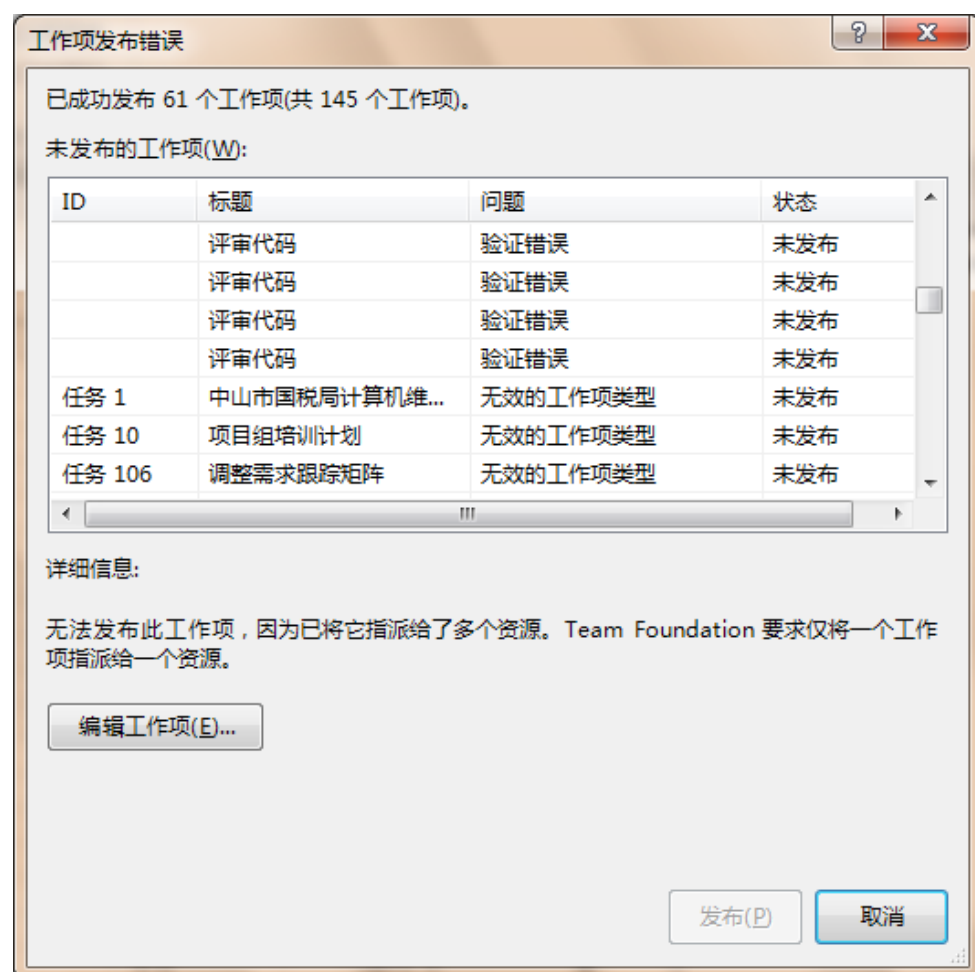 工作项发布错误
已成功发布 61 个工作项(共 145 个工作项)。
未发布的工作项(W):
ID 标题 问题 状态
评审代码 验证错误 未发布
评审代码 验证错误 未发布
评审代码 验证错误 未发布
评审代码 验证错误 未发布
任务 1 中山市国税局计算机维... 无效的工作项类型 未发布
任务 10 项目组培训计划 无效的工作项类型 未发布
任务 106 调整需求跟踪矩阵 无效的工作项类型 未发布
详细信息:
无法发布此工作项，因为已将它指派给了多个资源。Team Foundation 要求仅将一个工作
项指派给一个资源。
编辑工作项(E)...
发布(P) 取消